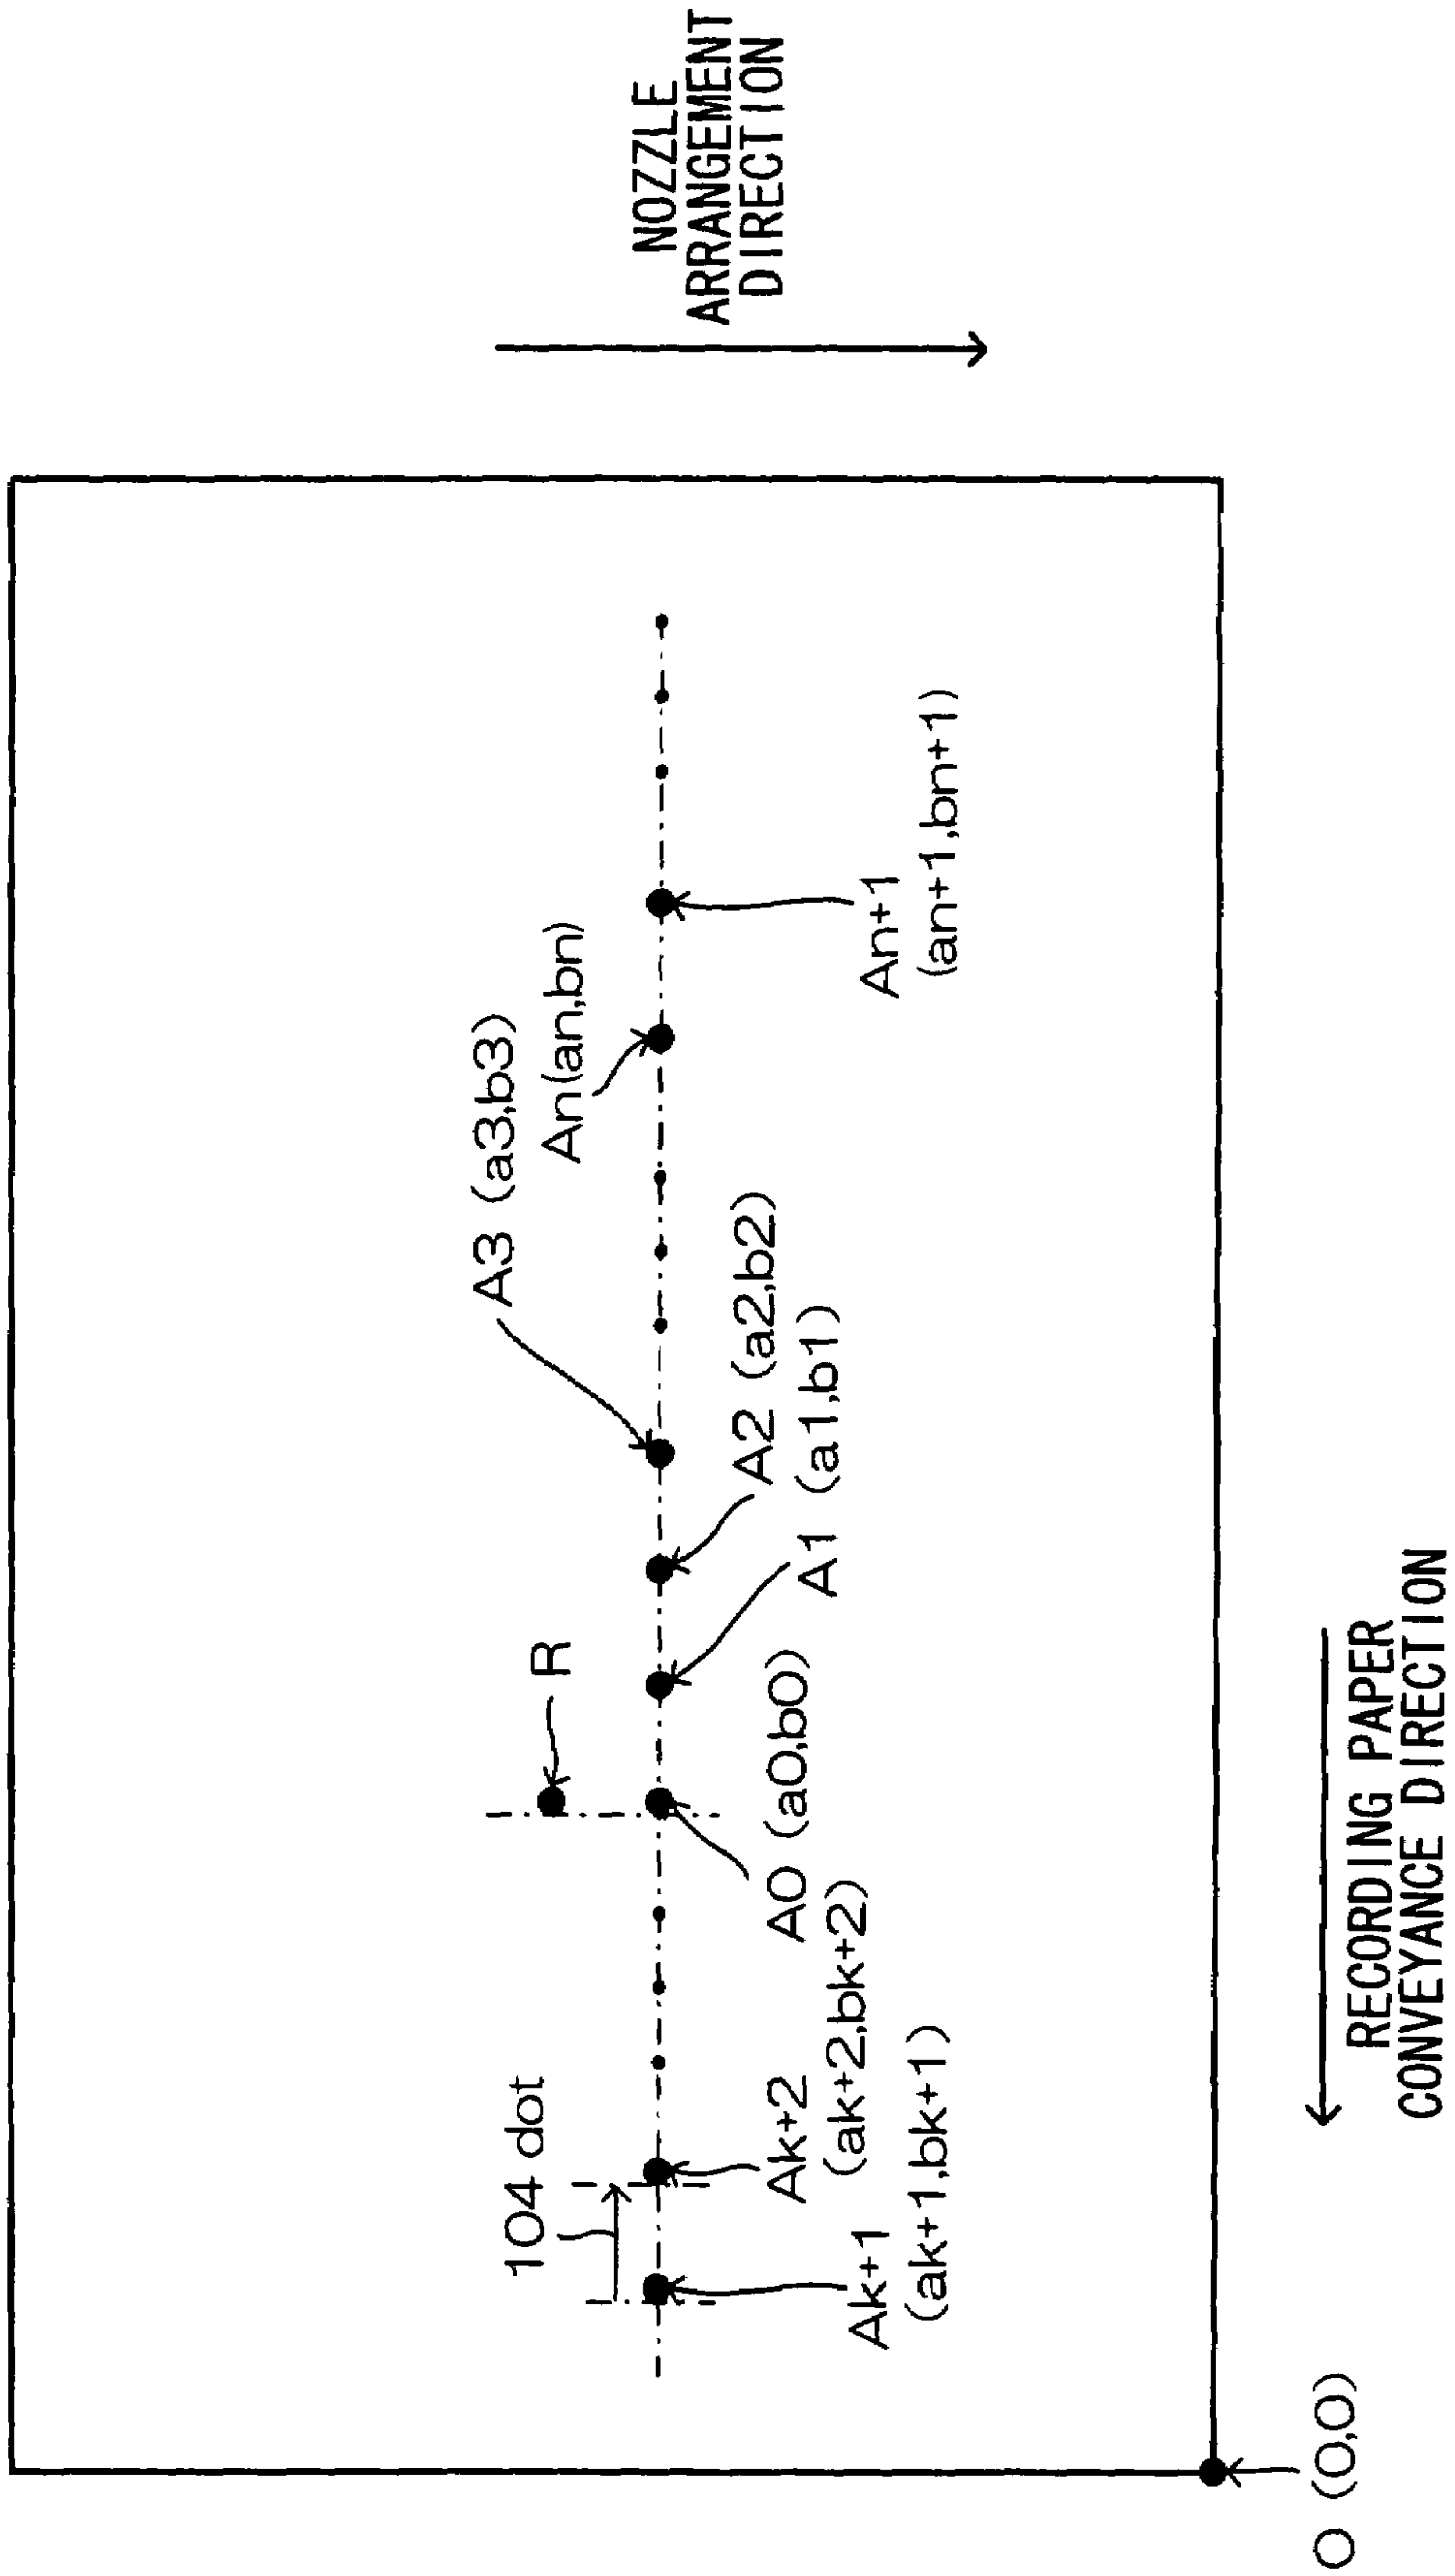 NOZZLE
ARRANGEMENT
DIRECTION
A3 (a3,b3)
An(an,bn)
An+1
(an+1,bn+1)
A2 (a2,b2)
A1 (a1,b1)
R
A0 (a0,b0)
104 dot
Ak+2
(ak+2,bk+2)
Ak+1
(ak+1,bk+1)
RECORDING PAPER
CONVEYANCE DIRECTION
O (0,0)